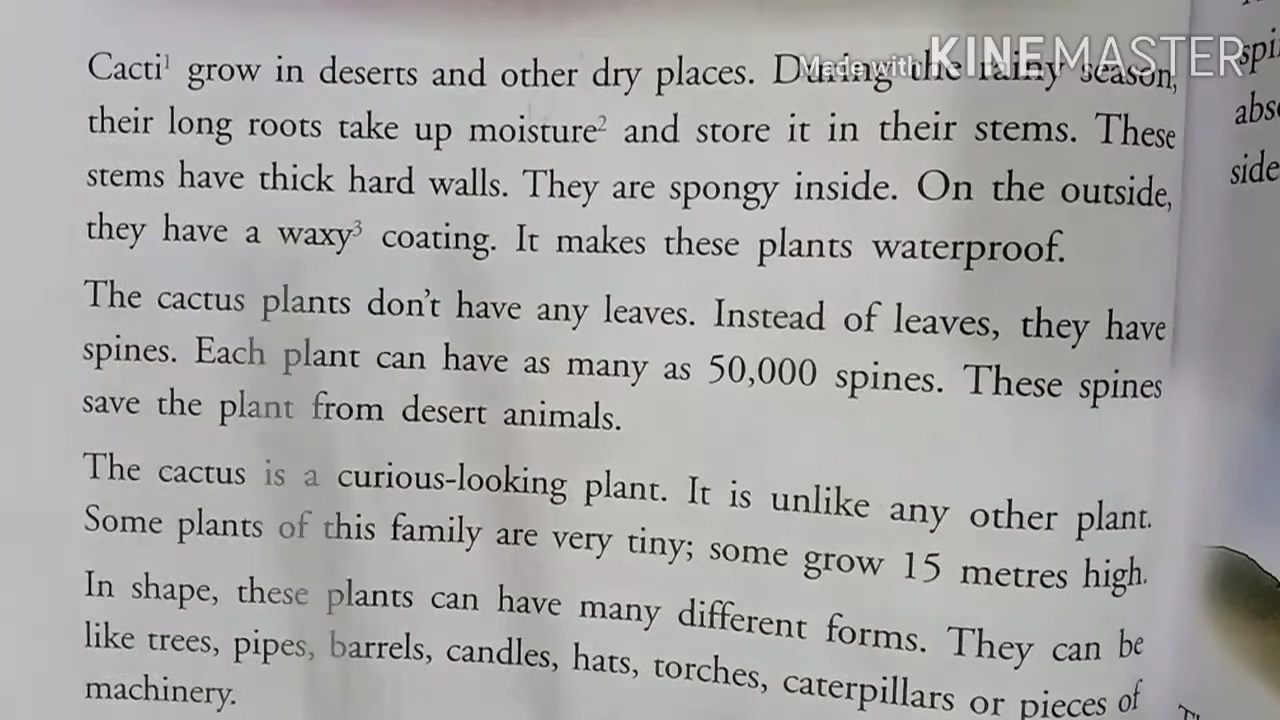 Made with KINEMASTER
Cacti¹ grow in deserts and other dry places. During the rainy season,
their long roots take up moisture² and store it in their stems. These
stems have thick hard walls. They are spongy inside. On the outside,
they have a waxy³ coating. It makes these plants waterproof.
The cactus plants don't have any leaves. Instead of leaves, they have
spines. Each plant can have as many as 50,000 spines. These spines
save the plant from desert animals.
The cactus is a curious-looking plant. It is unlike any other plant.
Some plants of this family are very tiny; some grow 15 metres high.
In shape, these plants can have many different forms. They can be
like trees, pipes, barrels, candles, hats, torches, caterpillars or pieces of
machinery.
side